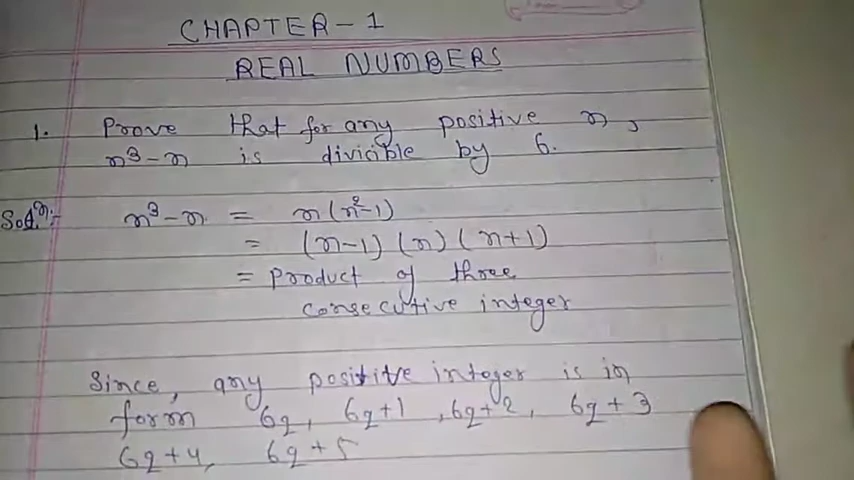 CHAPTER-1
REAL NUMBERS
1. Prove that for any positive n,
n³-n is divicible by 6.
Solⁿ:- n³-n = n(n²-1)
= (n-1) (n) (n+1)
= product of three
consecutive integer
Since, any positive integer is in
form 6q, 6q+1, 6q+2, 6q+3
6q+4, 6q+5